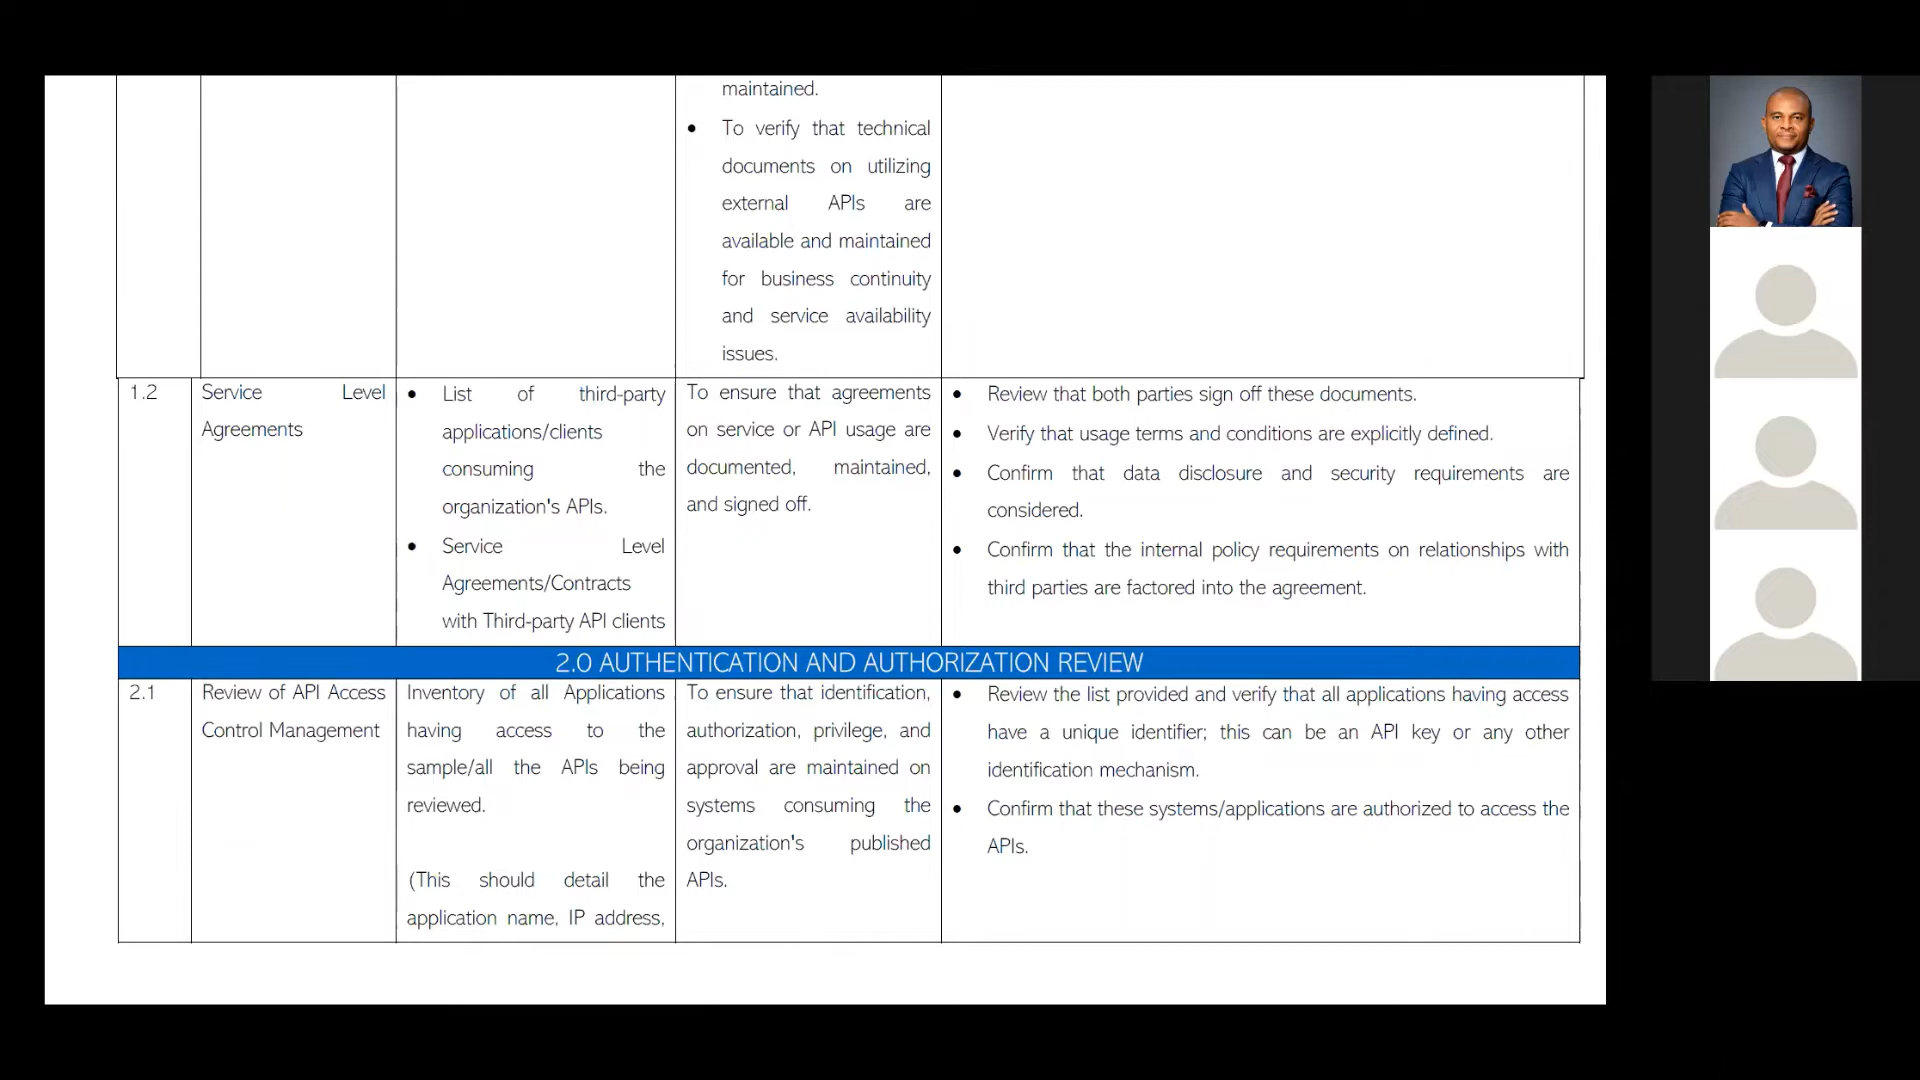 maintained.
• To verify that technical
documents on utilizing
external APIs are
available and maintained
for business continuity
and service availability
issues.
1.2
Service Level
Agreements
• List of third-party
applications/clients
consuming the
organization's APIs.
• Service Level
Agreements/Contracts
with Third-party API clients
To ensure that agreements
on service or API usage are
documented, maintained,
and signed off.
• Review that both parties sign off these documents.
• Verify that usage terms and conditions are explicitly defined.
• Confirm that data disclosure and security requirements are
considered.
• Confirm that the internal policy requirements on relationships with
third parties are factored into the agreement.
2.0 AUTHENTICATION AND AUTHORIZATION REVIEW
2.1
Review of API Access
Control Management
Inventory of all Applications
having access to the
sample/all the APIs being
reviewed.
(This should detail the
application name, IP address,
To ensure that identification,
authorization, privilege, and
approval are maintained on
systems consuming the
organization's published
APIs.
• Review the list provided and verify that all applications having access
have a unique identifier; this can be an API key or any other
identification mechanism.
• Confirm that these systems/applications are authorized to access the
APIs.